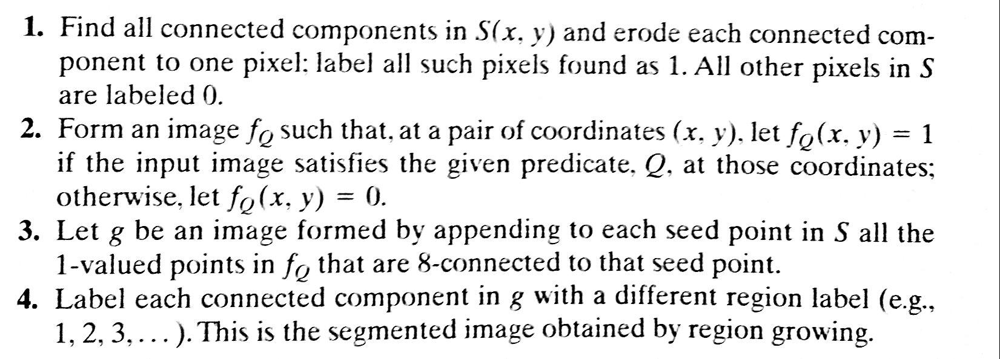 1. Find all connected components in S(x, y) and erode each connected com-
ponent to one pixel; label all such pixels found as 1. All other pixels in S
are labeled 0.
2. Form an image f_Q such that, at a pair of coordinates (x, y), let f_Q(x, y) = 1
if the input image satisfies the given predicate, Q, at those coordinates;
otherwise, let f_Q(x, y) = 0.
3. Let g be an image formed by appending to each seed point in S all the
1-valued points in f_Q that are 8-connected to that seed point.
4. Label each connected component in g with a different region label (e.g.,
1, 2, 3, . . . ). This is the segmented image obtained by region growing.